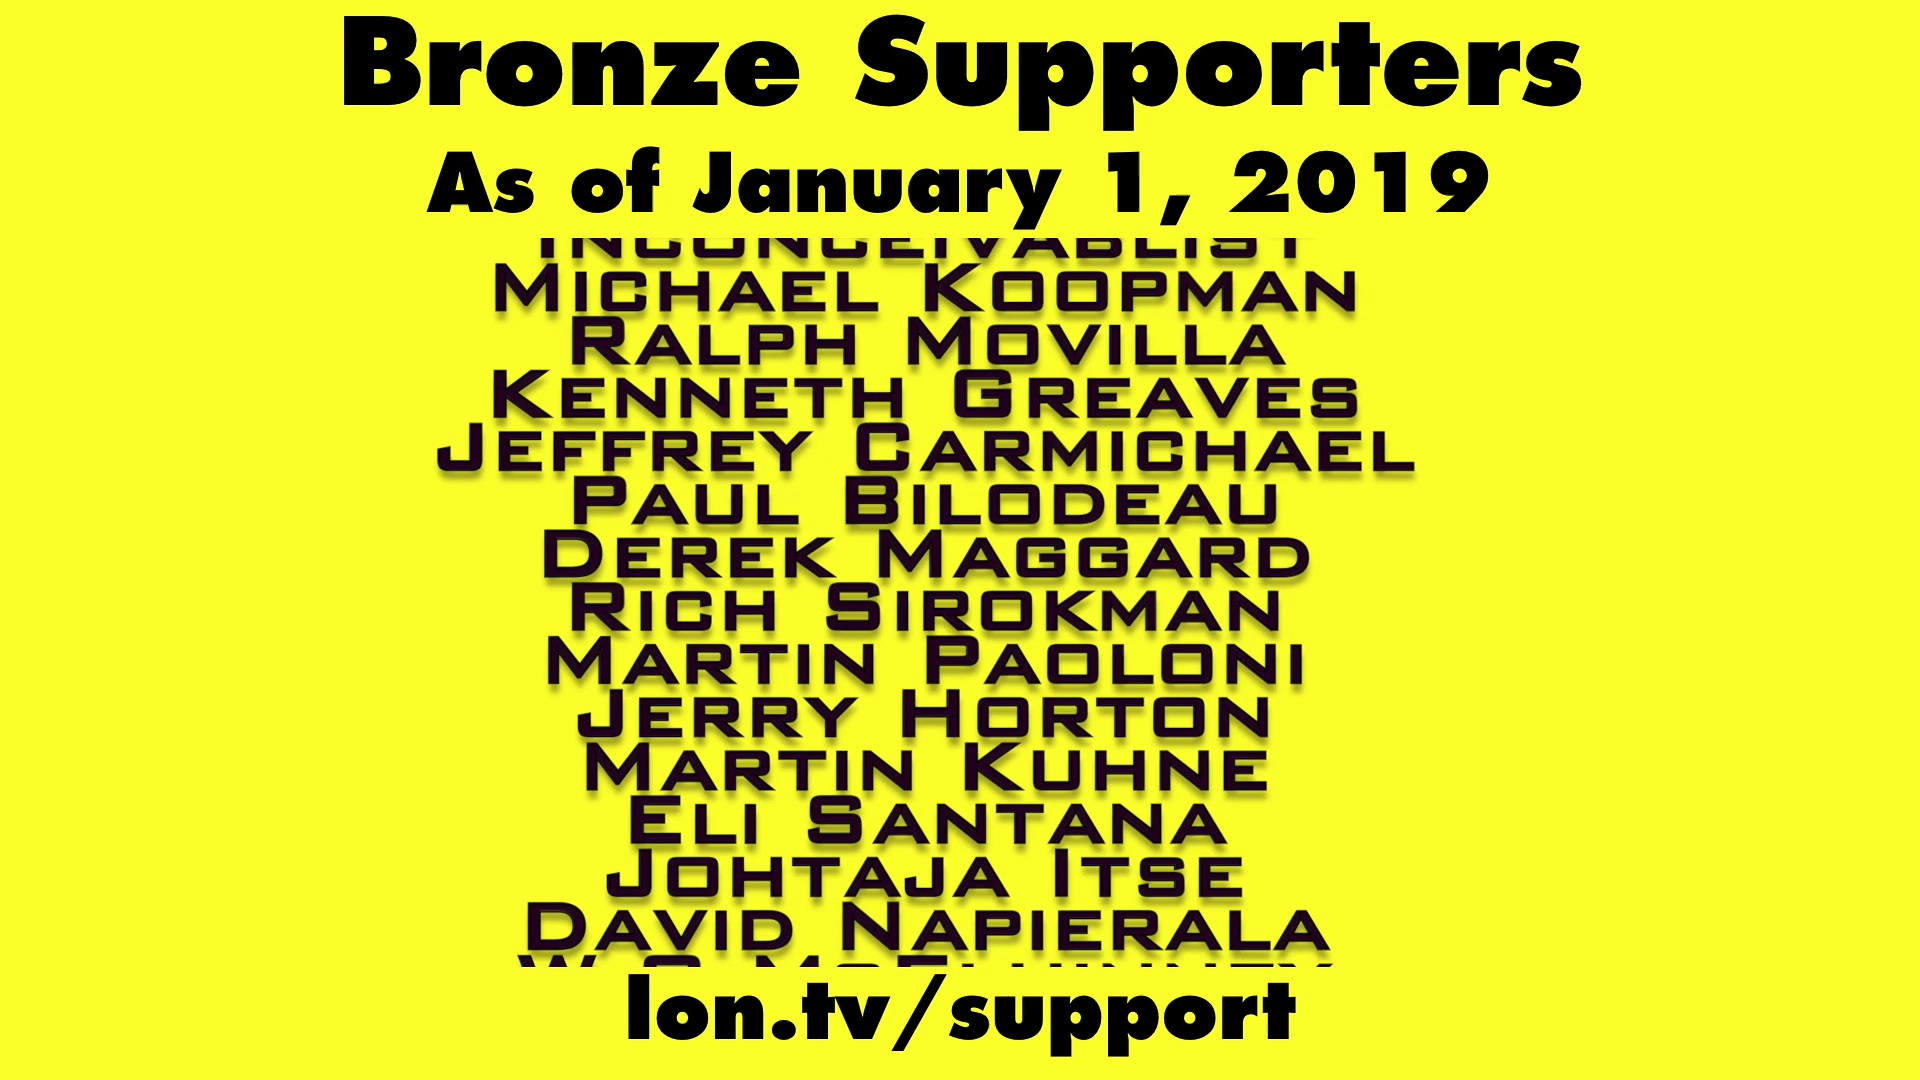 Bronze Supporters
As of January 1, 2019
INCONCEIVABLIST
MICHAEL KOOPMAN
RALPH MOVILLA
KENNETH GREAVES
JEFFREY CARMICHAEL
PAUL BILODEAU
DEREK MAGGARD
RICH SIROKMAN
MARTIN PAOLONI
JERRY HORTON
MARTIN KUHNE
ELI SANTANA
JOHTAJA ITSE
DAVID NAPIERALA
lon.tv/support